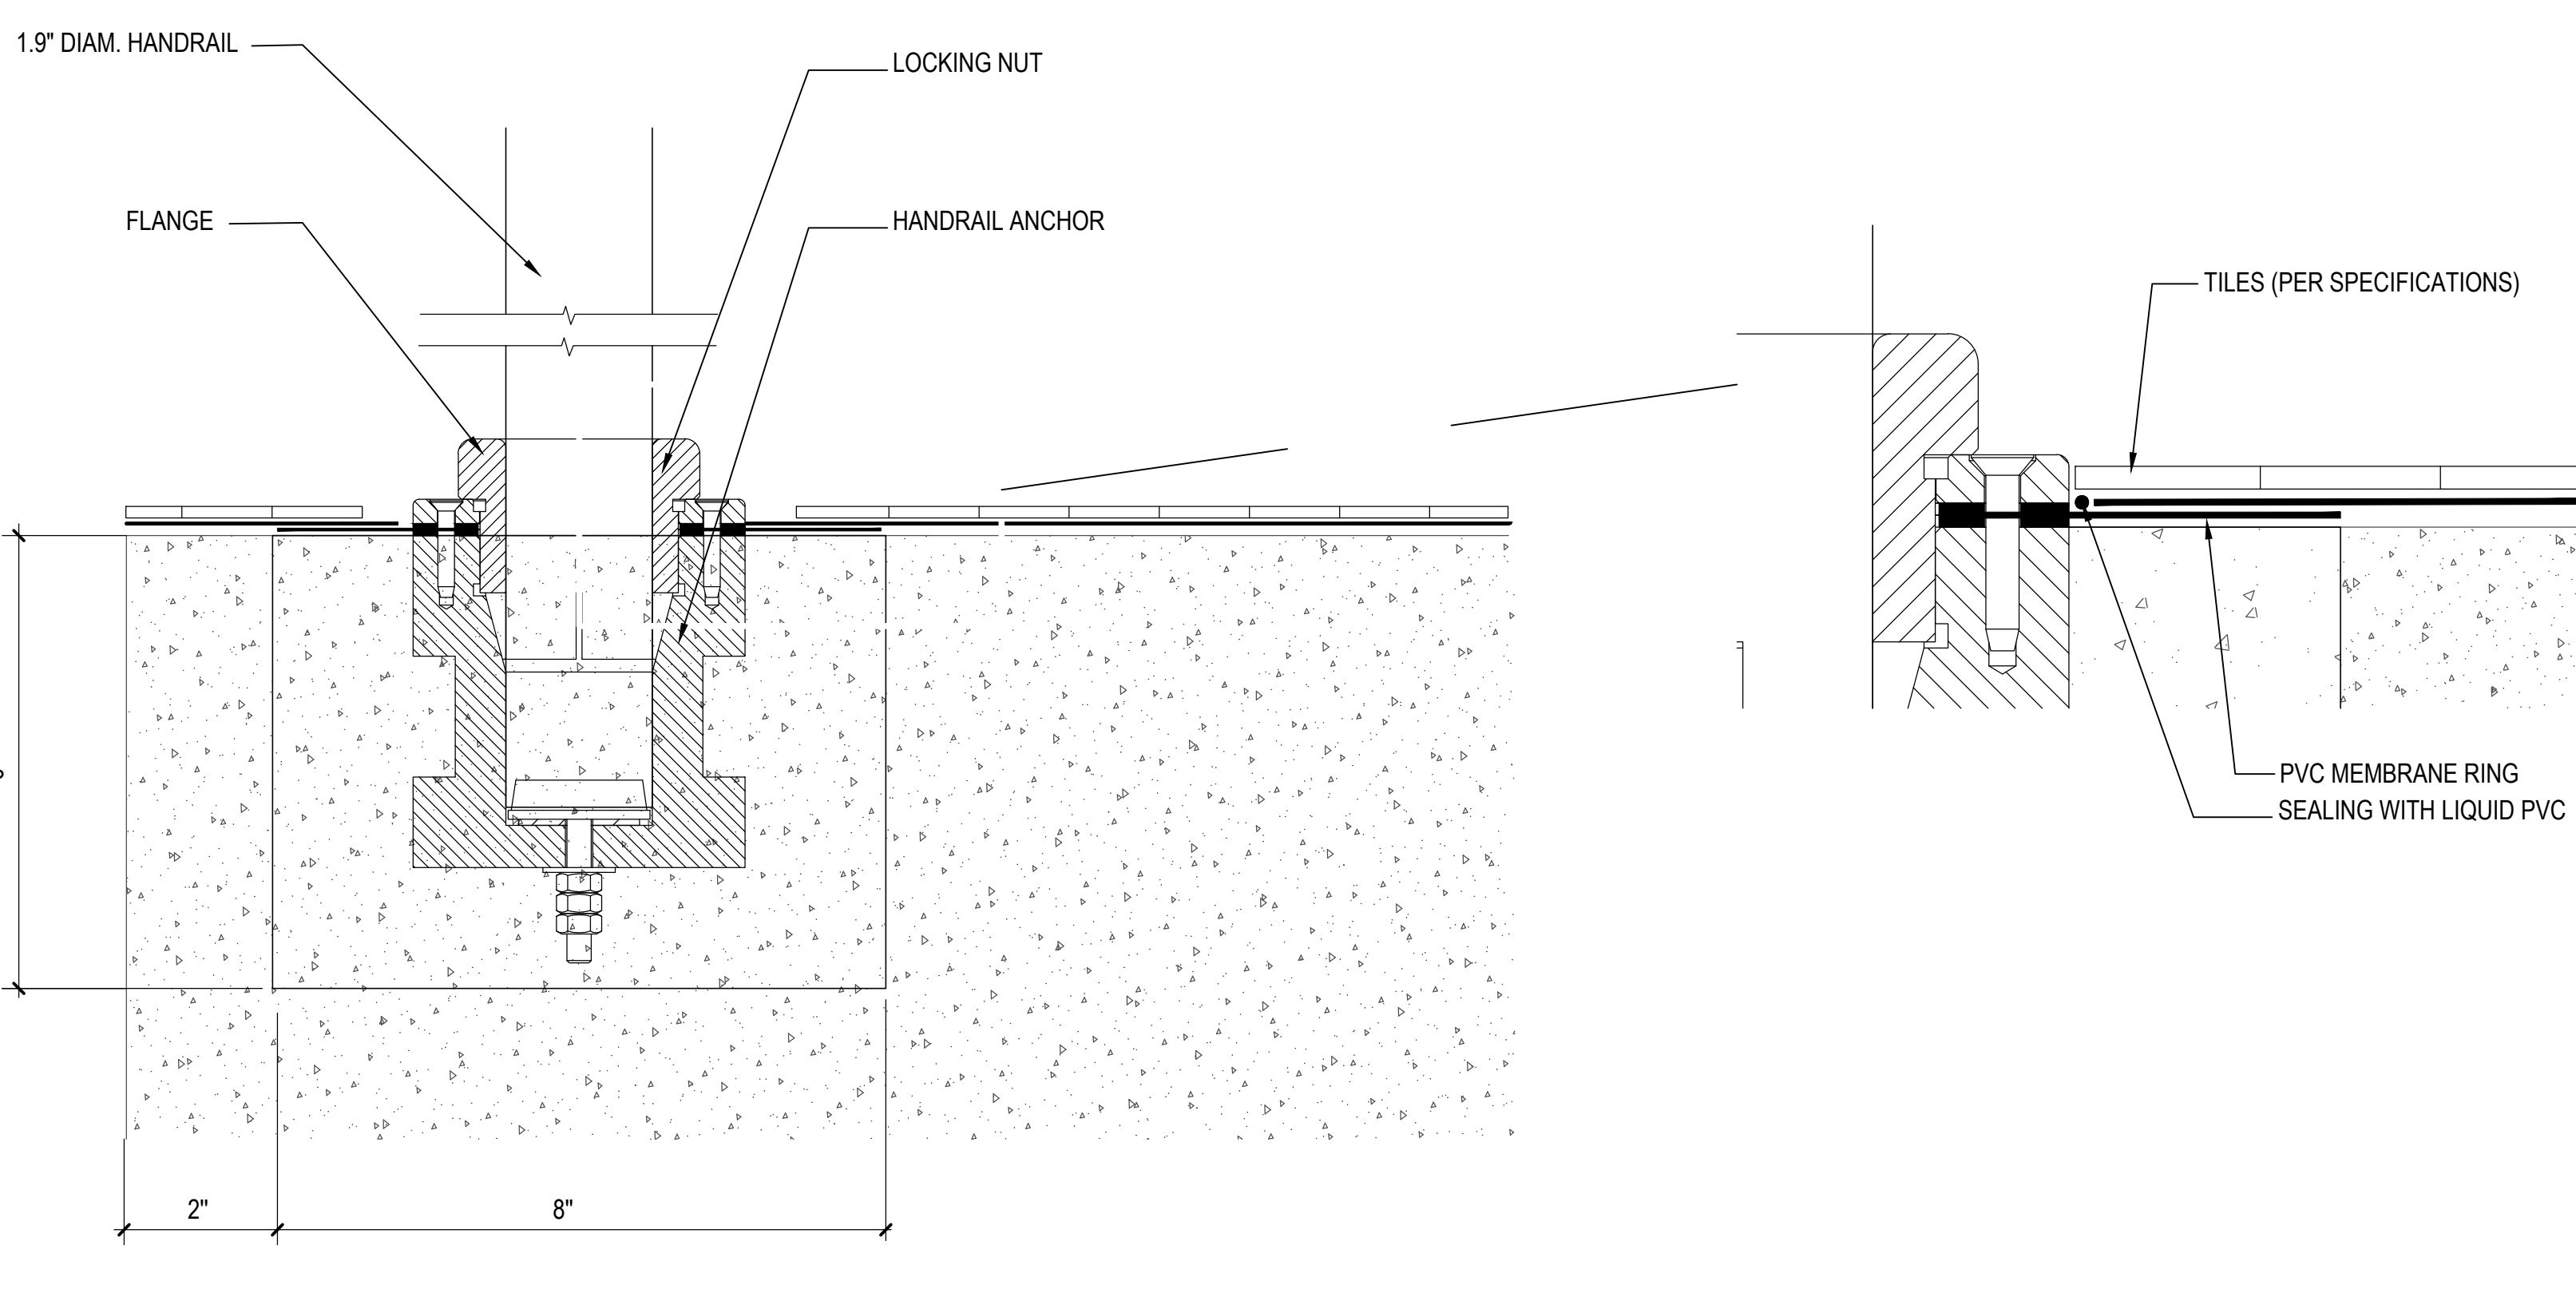 1.9" DIAM. HANDRAIL
LOCKING NUT
FLANGE
HANDRAIL ANCHOR
TILES (PER SPECIFICATIONS)
PVC MEMBRANE RING
SEALING WITH LIQUID PVC
2"
8"